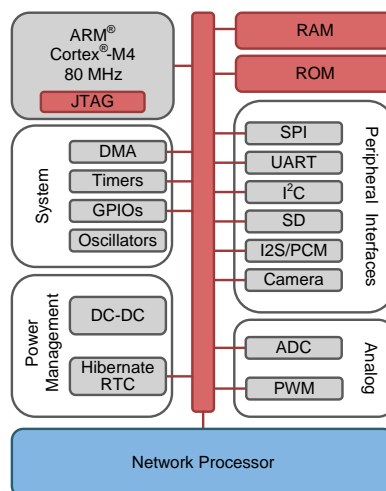 ARM®
Cortex®-M4
80 MHz
JTAG
RAM
ROM
System
DMA
Timers
GPIOs
Oscillators
Peripheral Interfaces
SPI
UART
I²C
SD
I2S/PCM
Camera
Power
Management
DC-DC
Hibernate
RTC
Analog
ADC
PWM
Network Processor